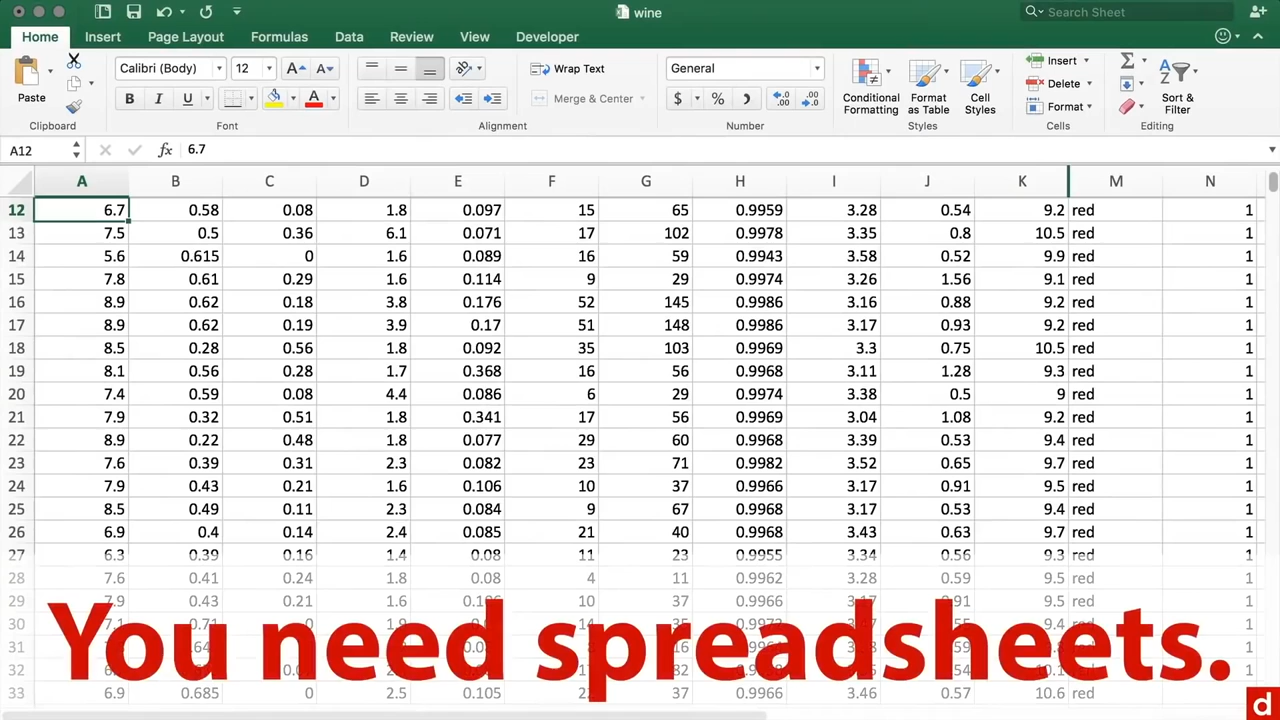 wine
Search Sheet
Home Insert Page Layout Formulas Data Review View Developer
Paste
Calibri (Body) 12
Wrap Text
General
Insert
Delete
Format
B I U
Merge & Center
$ %
Conditional Formatting
Format as Table
Cell Styles
Sort & Filter
Clipboard Font Alignment Number Styles Cells Editing
A12 fx 6.7
A B C D E F G H I J K M N
12 6.7 0.58 0.08 1.8 0.097 15 65 0.9959 3.28 0.54 9.2 red 1
13 7.5 0.5 0.36 6.1 0.071 17 102 0.9978 3.35 0.8 10.5 red 1
14 5.6 0.615 0 1.6 0.089 16 59 0.9943 3.58 0.52 9.9 red 1
15 7.8 0.61 0.29 1.6 0.114 9 29 0.9974 3.26 1.56 9.1 red 1
16 8.9 0.62 0.18 3.8 0.176 52 145 0.9986 3.16 0.88 9.2 red 1
17 8.9 0.62 0.19 3.9 0.17 51 148 0.9986 3.17 0.93 9.2 red 1
18 8.5 0.28 0.56 1.8 0.092 35 103 0.9969 3.3 0.75 10.5 red 1
19 8.1 0.56 0.28 1.7 0.368 16 56 0.9968 3.11 1.28 9.3 red 1
20 7.4 0.59 0.08 4.4 0.086 6 29 0.9974 3.38 0.5 9 red 1
21 7.9 0.32 0.51 1.8 0.341 17 56 0.9969 3.04 1.08 9.2 red 1
22 8.9 0.22 0.48 1.8 0.077 29 60 0.9968 3.39 0.53 9.4 red 1
23 7.6 0.39 0.31 2.3 0.082 23 71 0.9982 3.52 0.65 9.7 red 1
24 7.9 0.43 0.21 1.6 0.106 10 37 0.9966 3.17 0.91 9.5 red 1
25 8.5 0.49 0.11 2.3 0.084 9 67 0.9968 3.17 0.53 9.4 red 1
26 6.9 0.4 0.14 2.4 0.085 21 40 0.9968 3.43 0.63 9.7 red 1
27 6.3 0.39 0.16 1.4 0.08 11 23 0.9955 3.34 0.56 9.3 red 1
28 7.6 0.41 0.24 1.8 0.08 4 11 0.9962 3.28 0.59 9.5 red 1
29 7.9 0.43 0.21 1.6 10 37 0.9966 9.5 red 1
30 red 1
31 red 1
32 red 1
33 6.9 0.685 0 2.5 0.105 22 37 0.9966 3.46 0.57 10.6 red 1
You need spreadsheets.
d